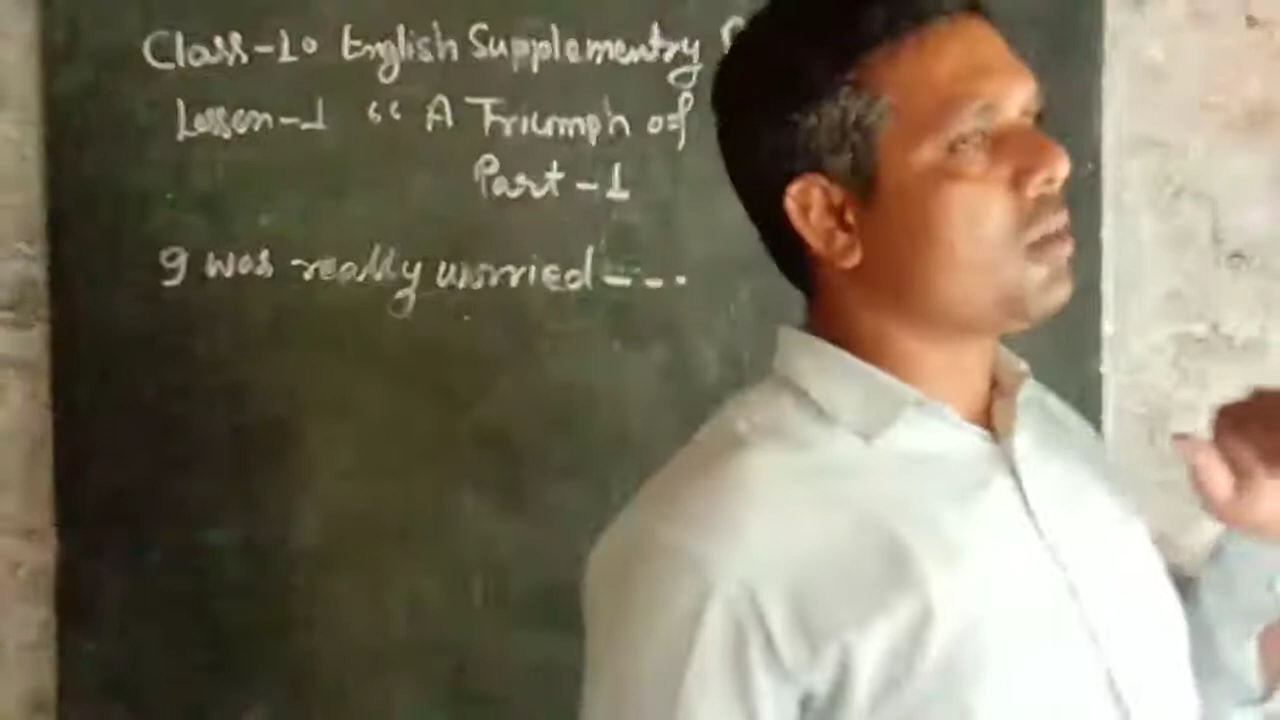 Class-10 English Supplementry
Lesson-1 “ A Triumph of
Part-1
I was really worried---.